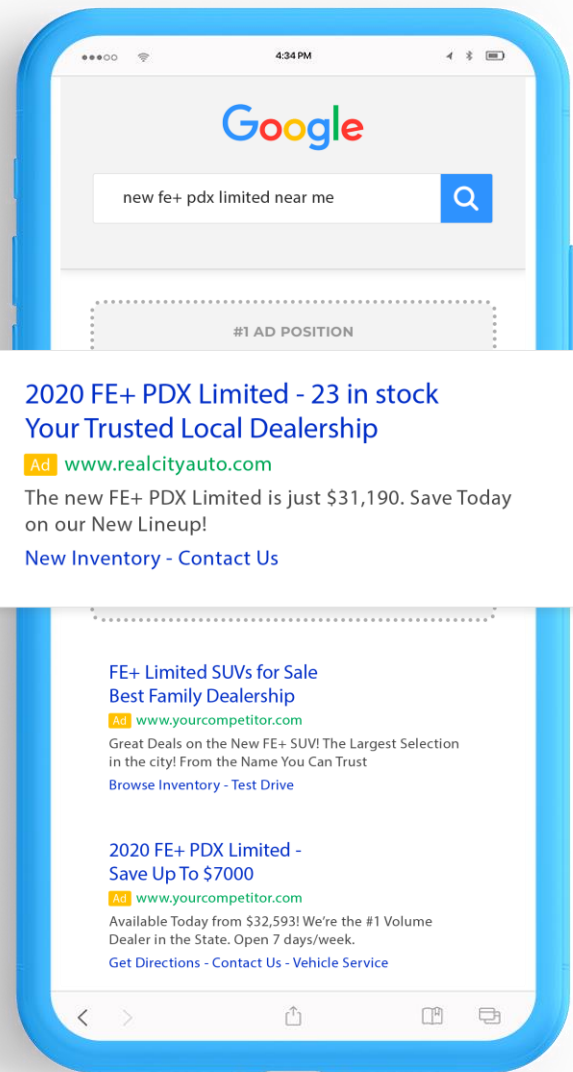 4:34 PM
Google
new fe+ pdx limited near me
#1 AD POSITION
2020 FE+ PDX Limited - 23 in stock
Your Trusted Local Dealership
Ad www.realcityauto.com
The new FE+ PDX Limited is just $31,190. Save Today
on our New Lineup!
New Inventory - Contact Us
FE+ Limited SUVs for Sale
Best Family Dealership
Ad www.yourcompetitor.com
Great Deals on the New FE+ SUV! The Largest Selection
in the city! From the Name You Can Trust
Browse Inventory - Test Drive
2020 FE+ PDX Limited -
Save Up To $7000
Ad www.yourcompetitor.com
Available Today from $32,593! We're the #1 Volume
Dealer in the State. Open 7 days/week.
Get Directions - Contact Us - Vehicle Service